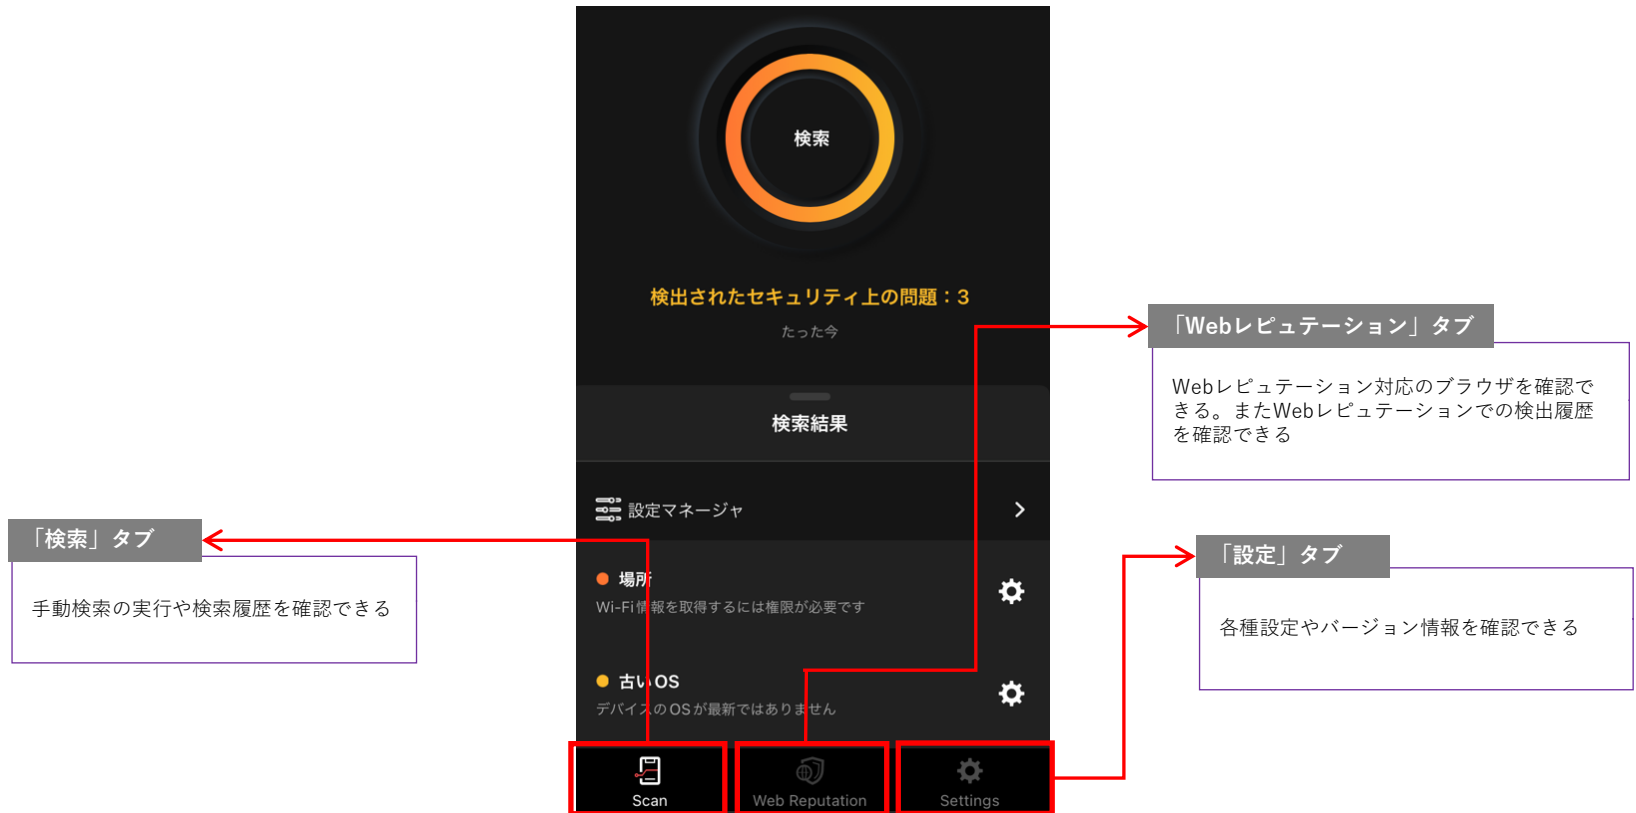 検索
検出されたセキュリティ上の問題：3
たった今
検索結果
設定マネージャ
場所
Wi-Fi情報を取得するには権限が必要です
古いOS
デバイスのOSが最新ではありません
Scan
Web Reputation
Settings
「検索」タブ
手動検索の実行や検索履歴を確認できる
「Webレピュテーション」タブ
Webレピュテーション対応のブラウザを確認で
きる。またWebレピュテーションでの検出履歴
を確認できる
「設定」タブ
各種設定やバージョン情報を確認できる